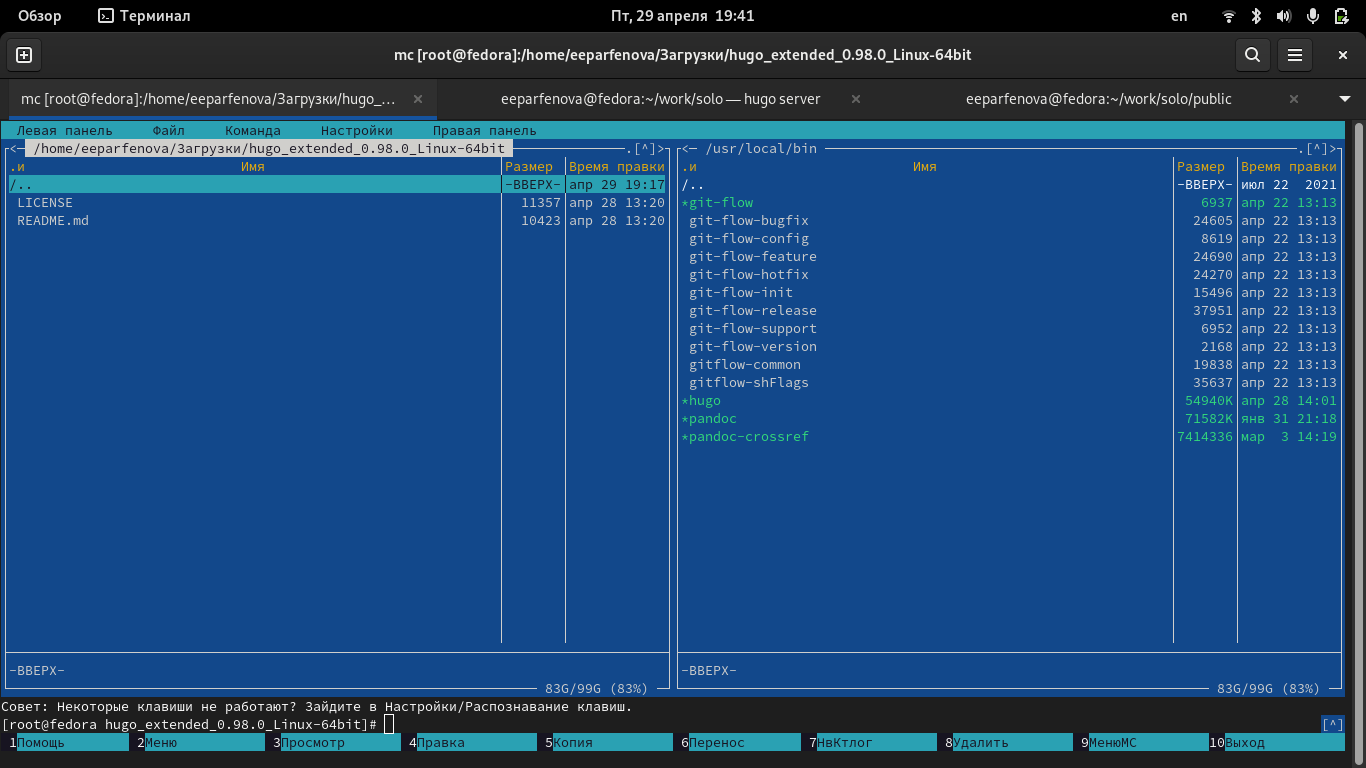 Обзор Терминал Пт, 29 апреля 19:41 en
mc [root@fedora]:/home/eeparfenova/Загрузки/hugo_extended_0.98.0_Linux-64bit
mc [root@fedora]:/home/eeparfenova/Загрузки/hugo_... eeparfenova@fedora:~/work/solo — hugo server eeparfenova@fedora:~/work/solo/public
Левая панель Файл Команда Настройки Правая панель
<— /home/eeparfenova/Загрузки/hugo_extended_0.98.0_Linux-64bit .[^]> <— /usr/local/bin .[^]>
.и Имя Размер Время правки .и Имя Размер Время правки
/.. -ВВЕРХ- апр 29 19:17 /.. -ВВЕРХ- июл 22 2021
LICENSE 11357 апр 28 13:20 *git-flow 6937 апр 22 13:13
README.md 10423 апр 28 13:20 git-flow-bugfix 24605 апр 22 13:13
git-flow-config 8619 апр 22 13:13
git-flow-feature 24690 апр 22 13:13
git-flow-hotfix 24270 апр 22 13:13
git-flow-init 15496 апр 22 13:13
git-flow-release 37951 апр 22 13:13
git-flow-support 6952 апр 22 13:13
git-flow-version 2168 апр 22 13:13
gitflow-common 19838 апр 22 13:13
gitflow-shFlags 35637 апр 22 13:13
*hugo 54940K апр 28 14:01
*pandoc 71582K янв 31 21:18
*pandoc-crossref 7414336 мар 3 14:19
-ВВЕРХ- -ВВЕРХ-
83G/99G (83%) 83G/99G (83%)
Совет: Некоторые клавиши не работают? Зайдите в Настройки/Распознавание клавиш.
[root@fedora hugo_extended_0.98.0_Linux-64bit]# [^]
1Помощь 2Меню 3Просмотр 4Правка 5Копия 6Перенос 7НвКтлог 8Удалить 9МенюMC 10Выход